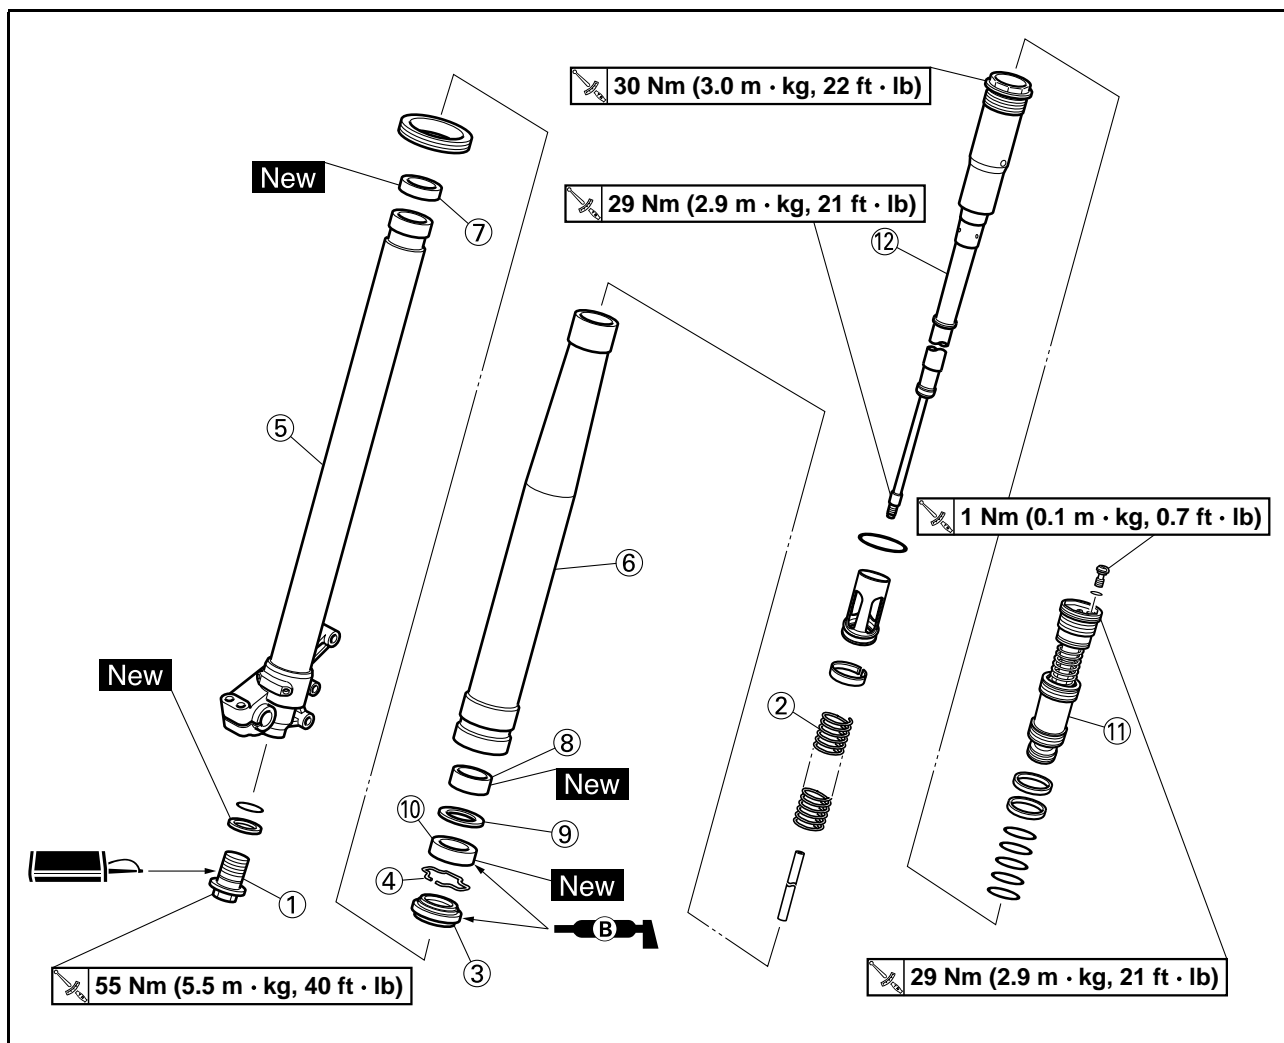 30 Nm (3.0 m · kg, 22 ft · lb)
New
7
29 Nm (2.9 m · kg, 21 ft · lb)
12
5
1 Nm (0.1 m · kg, 0.7 ft · lb)
6
New
2
11
8
New
10
9
4
New
1
B
3
55 Nm (5.5 m · kg, 40 ft · lb)
29 Nm (2.9 m · kg, 21 ft · lb)